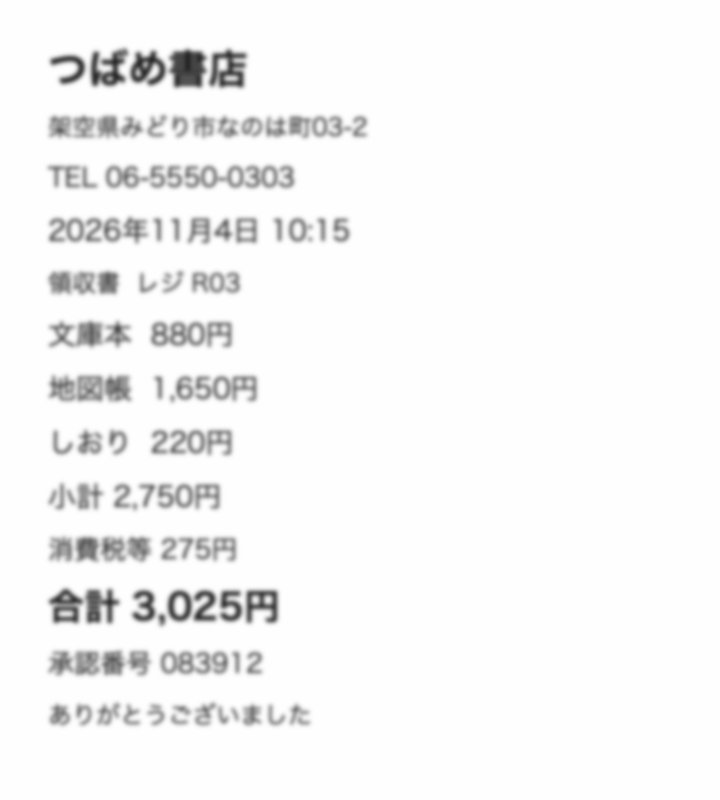 つばめ書店
架空県みどり市なのは町03-2
TEL 06-5550-0303
2026年11月4日 10:15
領収書 レジ R03
文庫本 880円
地図帳 1,650円
しおり 220円
小計 2,750円
消費税等 275円
合計 3,025円
承認番号 083912
ありがとうございました